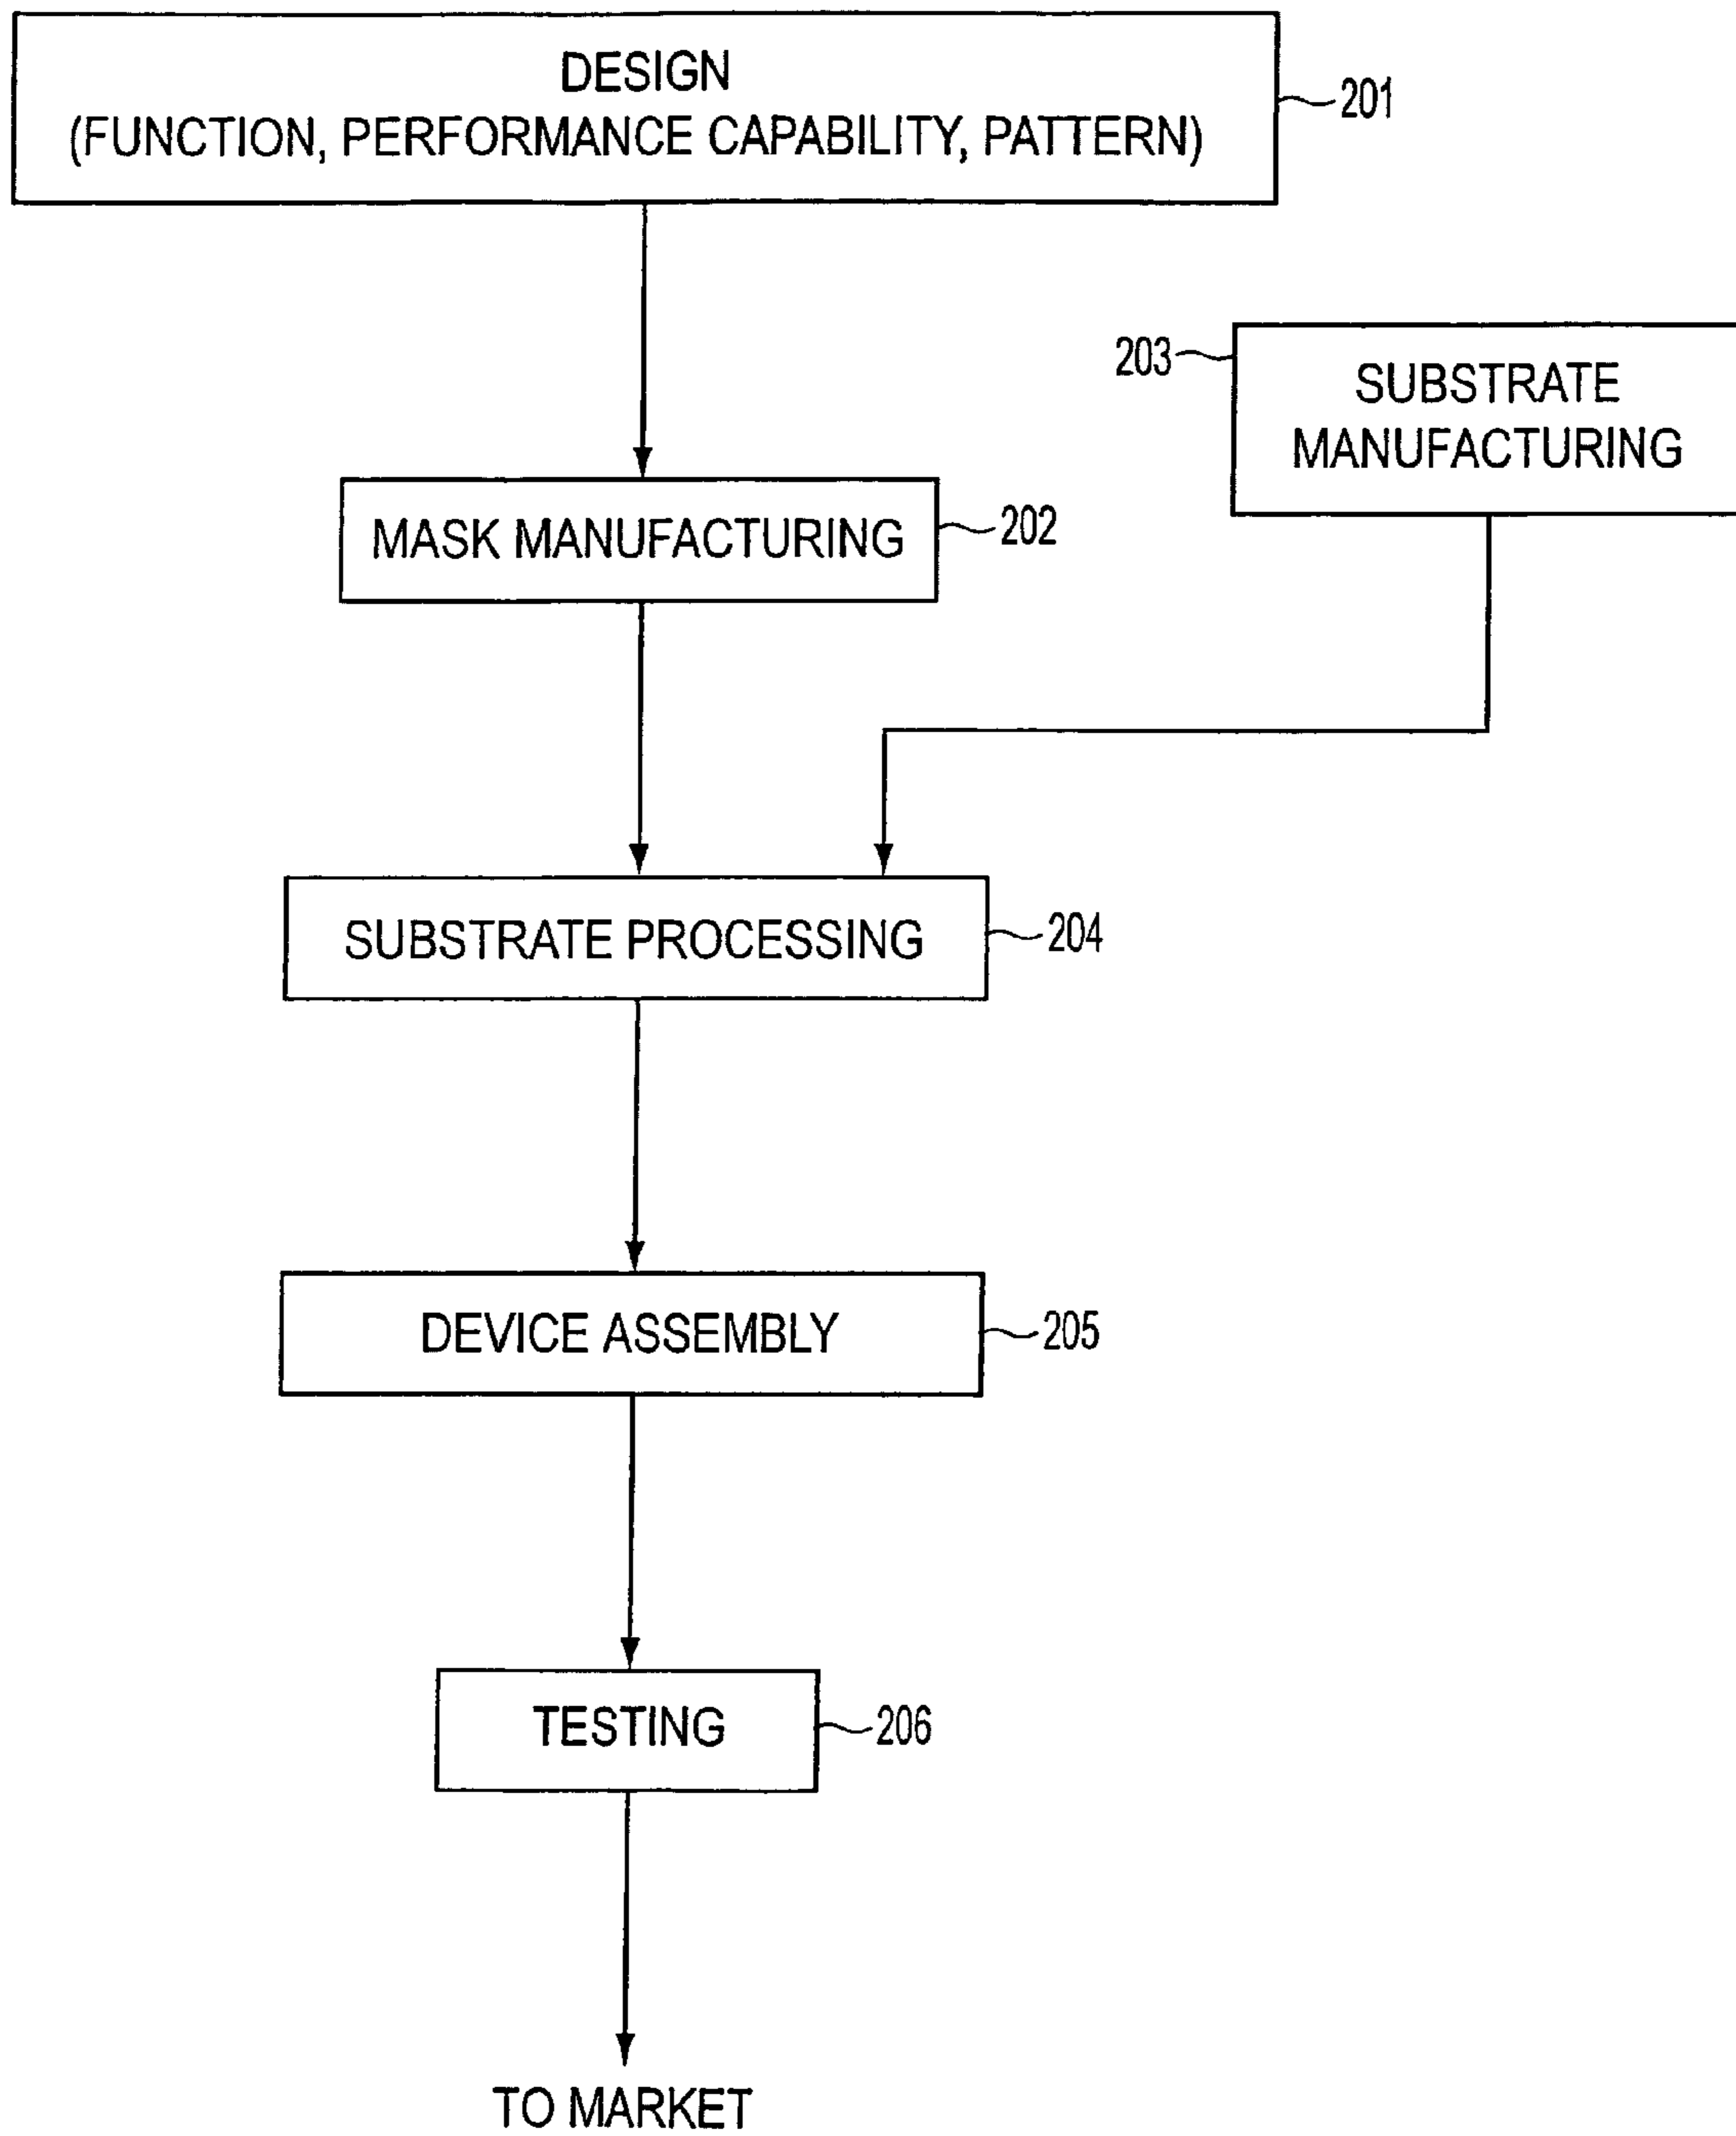 DESIGN
(FUNCTION, PERFORMANCE CAPABILITY, PATTERN)
201
203
SUBSTRATE
MANUFACTURING
MASK MANUFACTURING
202
SUBSTRATE PROCESSING
204
DEVICE ASSEMBLY
205
TESTING
206
TO MARKET